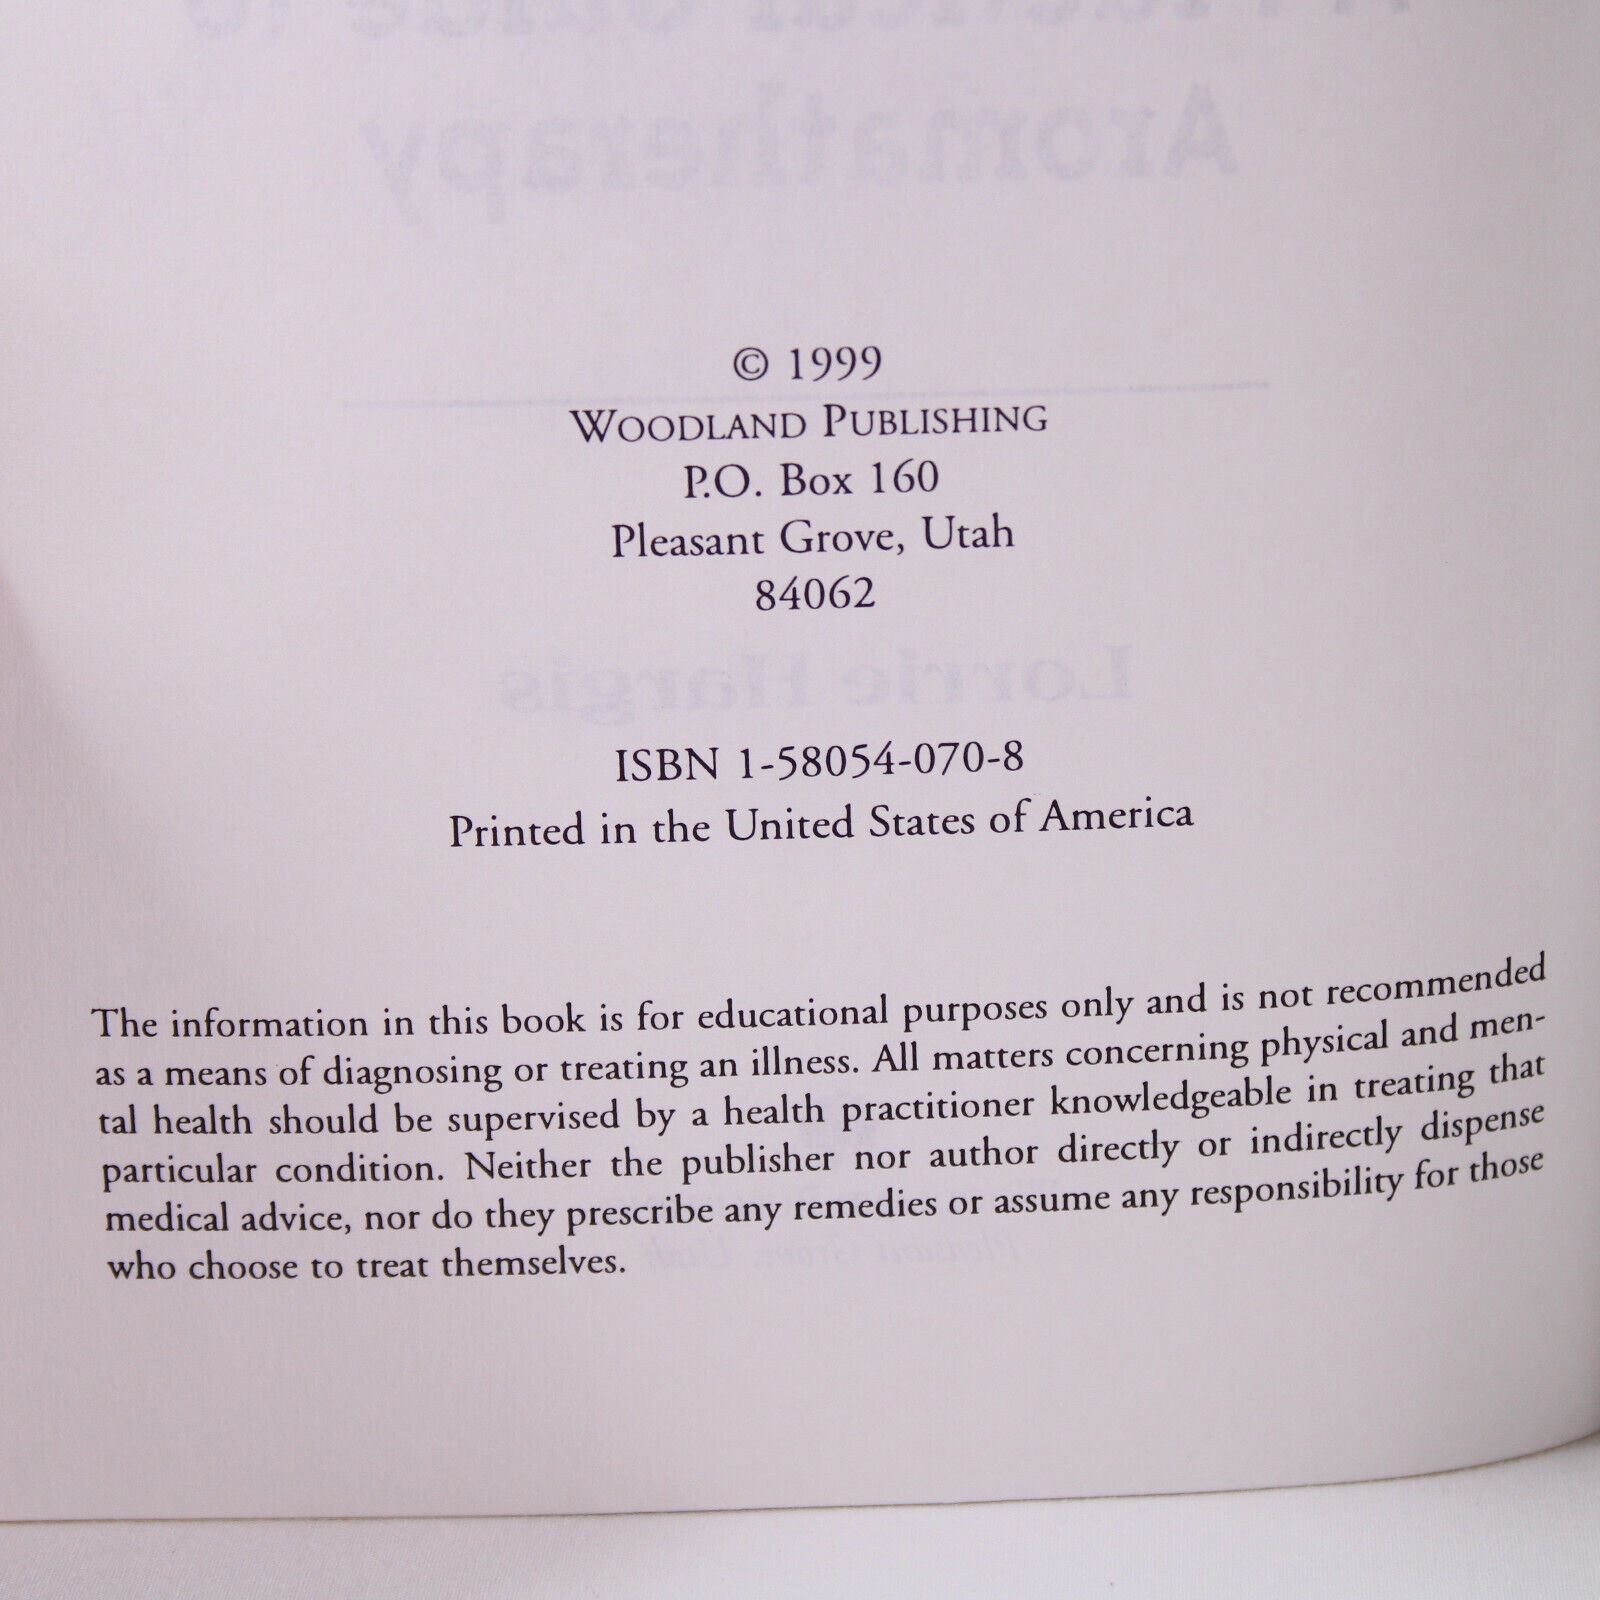 Aromatherapy
© 1999
WOODLAND PUBLISHING
P.O. Box 160
Pleasant Grove, Utah
84062
Lorrie Hargis
ISBN 1-58054-070-8
Printed in the United States of America
The information in this book is for educational purposes only and is not recommended
as a means of diagnosing or treating an illness. All matters concerning physical and men-
tal health should be supervised by a health practitioner knowledgeable in treating that
particular condition. Neither the publisher nor author directly or indirectly dispense
medical advice, nor do they prescribe any remedies or assume any responsibility for those
who choose to treat themselves.